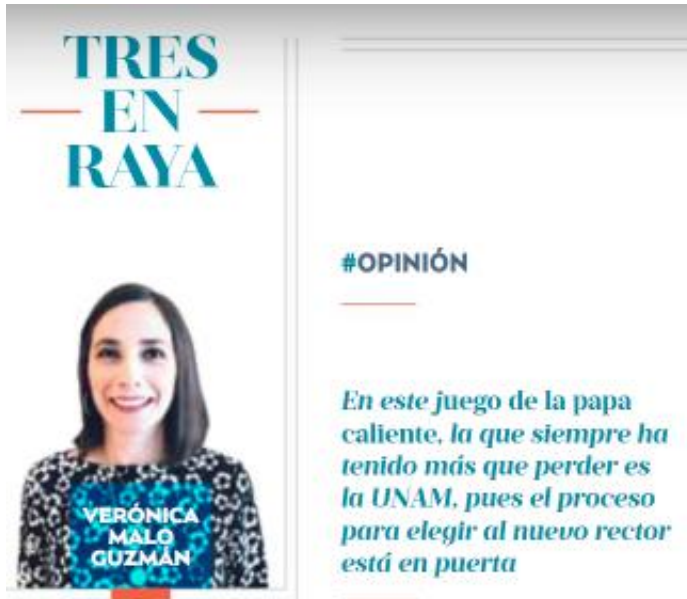 TRES
EN
RAYA
VERÓNICA
MALO
GUZMÁN
#OPINIÓN
En este juego de la papa
caliente, la que siempre ha
tenido más que perder es
la UNAM, pues el proceso
para elegir al nuevo rector
está en puerta